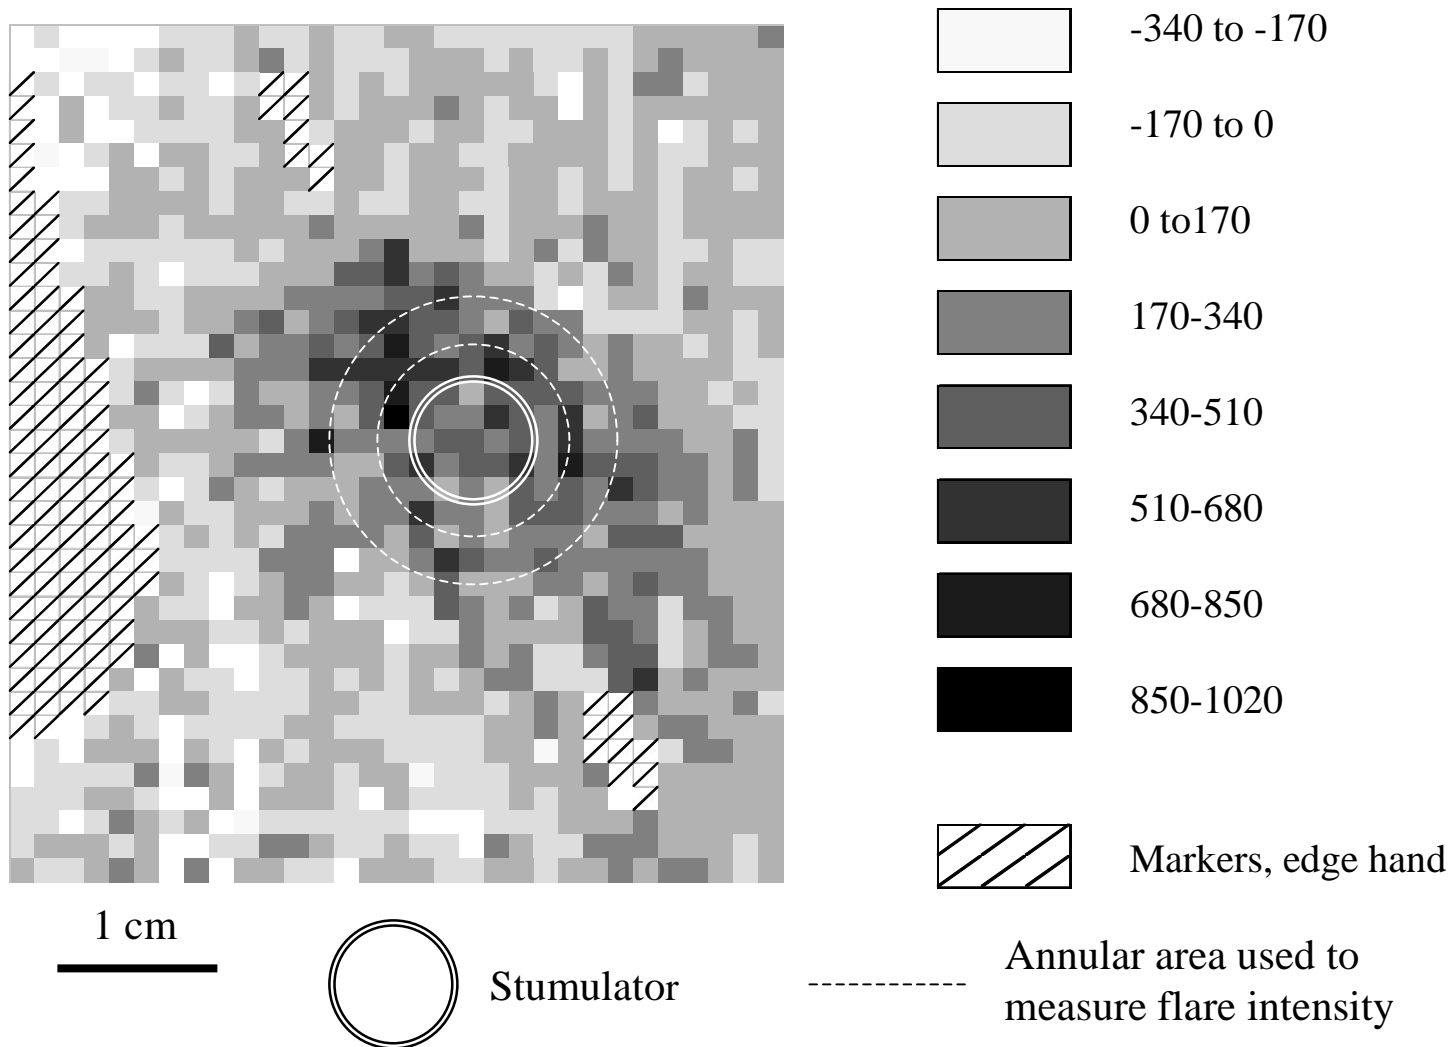 -340 to -170
-170 to 0
0 to170
170-340
340-510
510-680
680-850
850-1020
Markers, edge hand
1 cm
Stumulator
Annular area used to
measure flare intensity